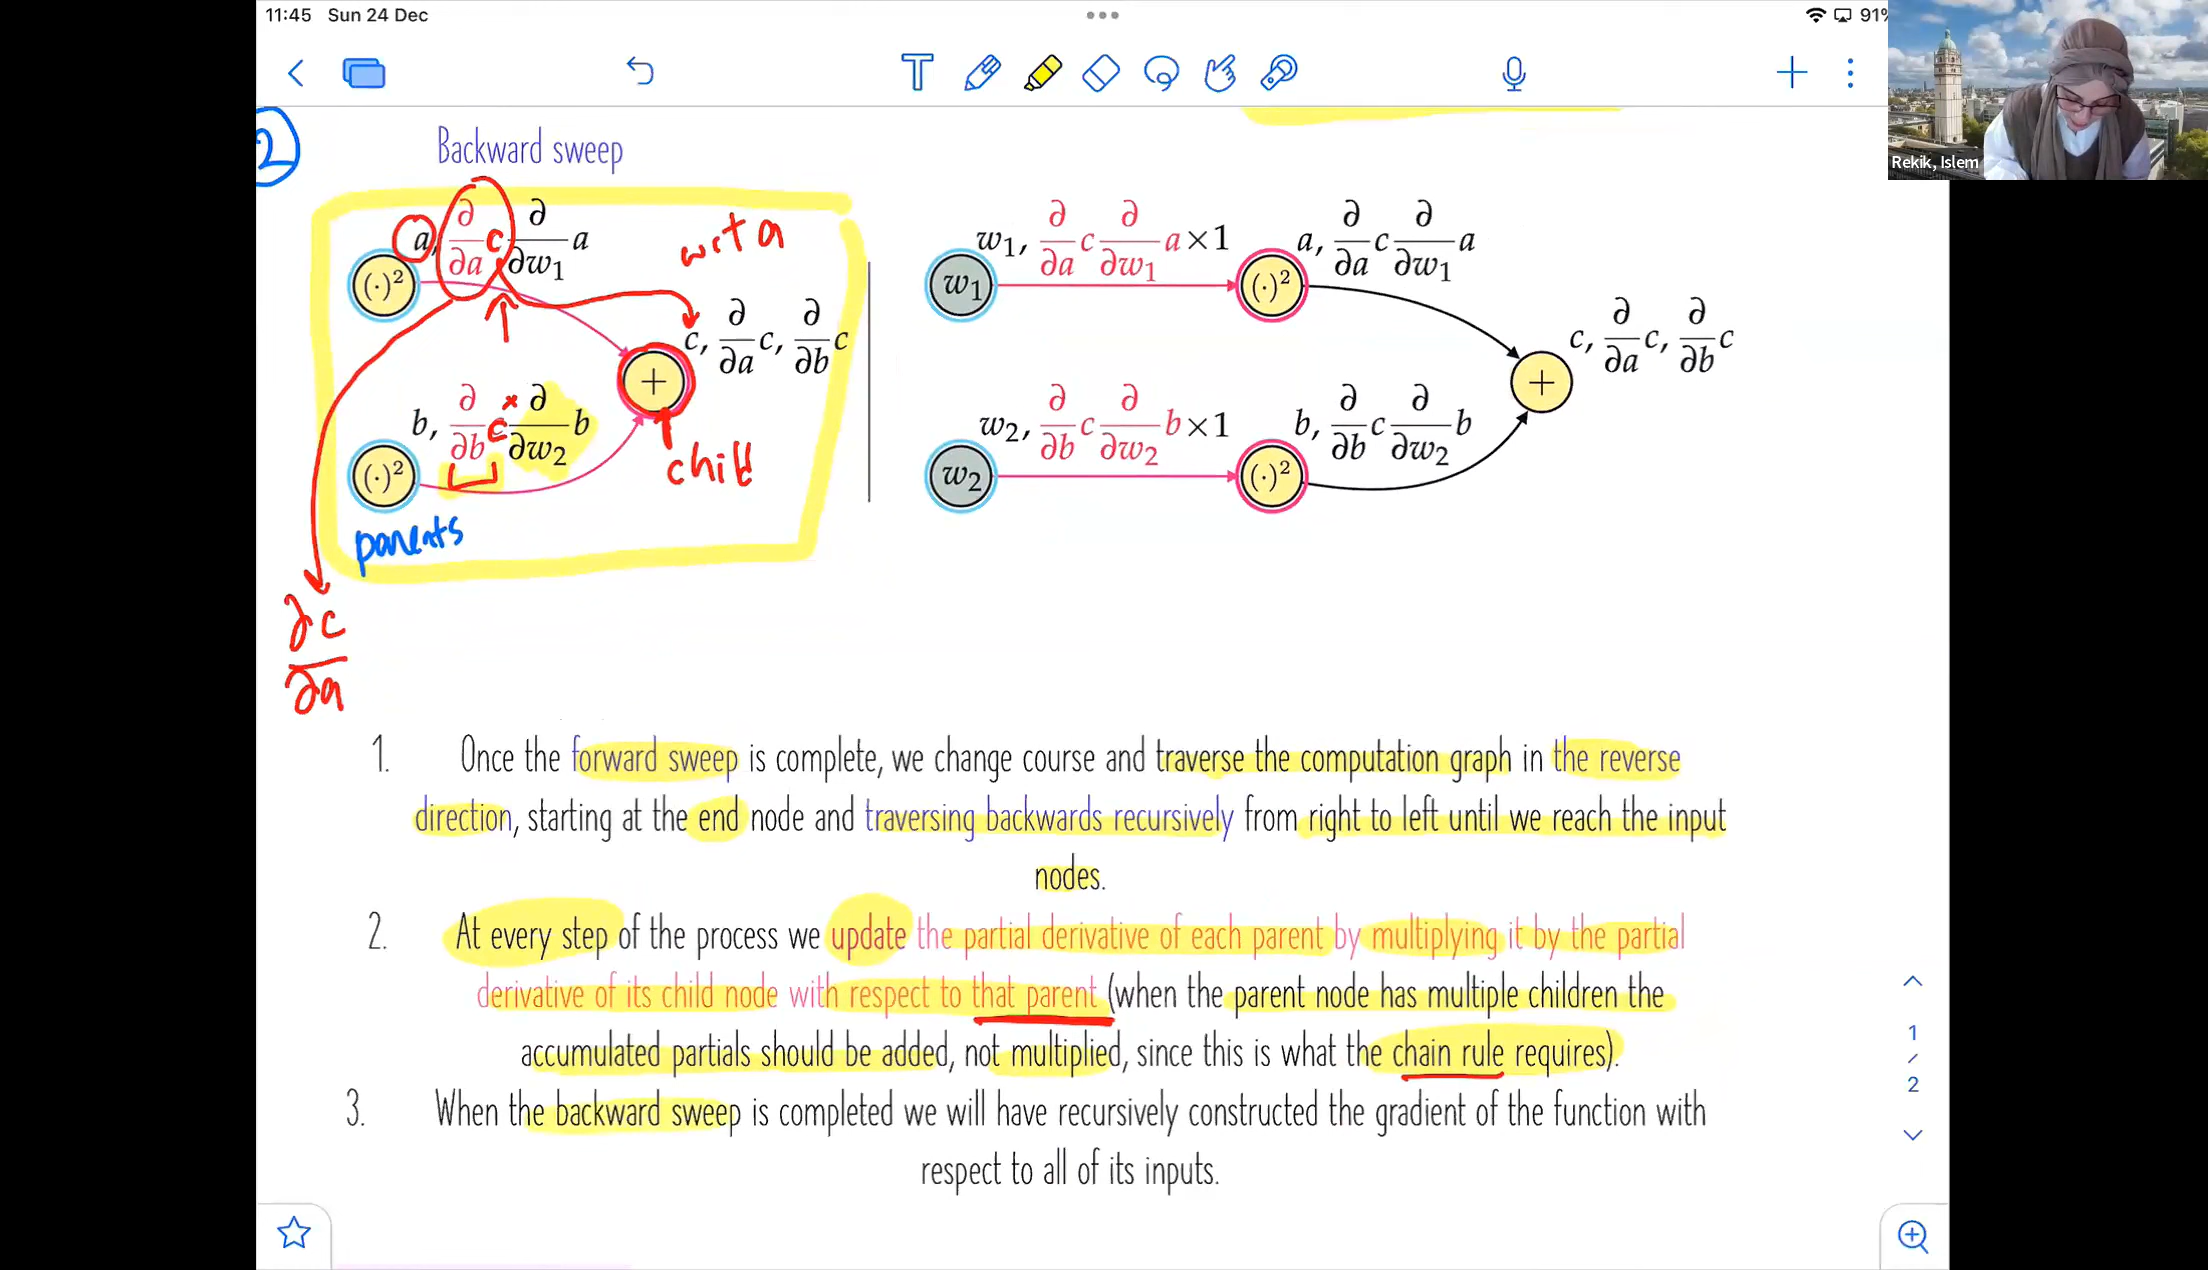 11:45 Sun 24 Dec
91%
Rekik, Islem
2
Backward sweep
a, ∂/∂a c ∂/∂w₁ a
wrt a
(·)²
c, ∂/∂a c, ∂/∂b c
+
b, ∂/∂b c × ∂/∂w₂ b
child
(·)²
parents
∂c/∂a
w₁, ∂/∂a c ∂/∂w₁ a×1
a, ∂/∂a c ∂/∂w₁ a
w₁
(·)²
c, ∂/∂a c, ∂/∂b c
+
w₂, ∂/∂b c ∂/∂w₂ b×1
b, ∂/∂b c ∂/∂w₂ b
w₂
(·)²
1. Once the forward sweep is complete, we change course and traverse the computation graph in the reverse
direction, starting at the end node and traversing backwards recursively from right to left until we reach the input
nodes.
2. At every step of the process we update the partial derivative of each parent by multiplying it by the partial
derivative of its child node with respect to that parent (when the parent node has multiple children the
accumulated partials should be added, not multiplied, since this is what the chain rule requires).
3. When the backward sweep is completed we will have recursively constructed the gradient of the function with
respect to all of its inputs.
1
/
2